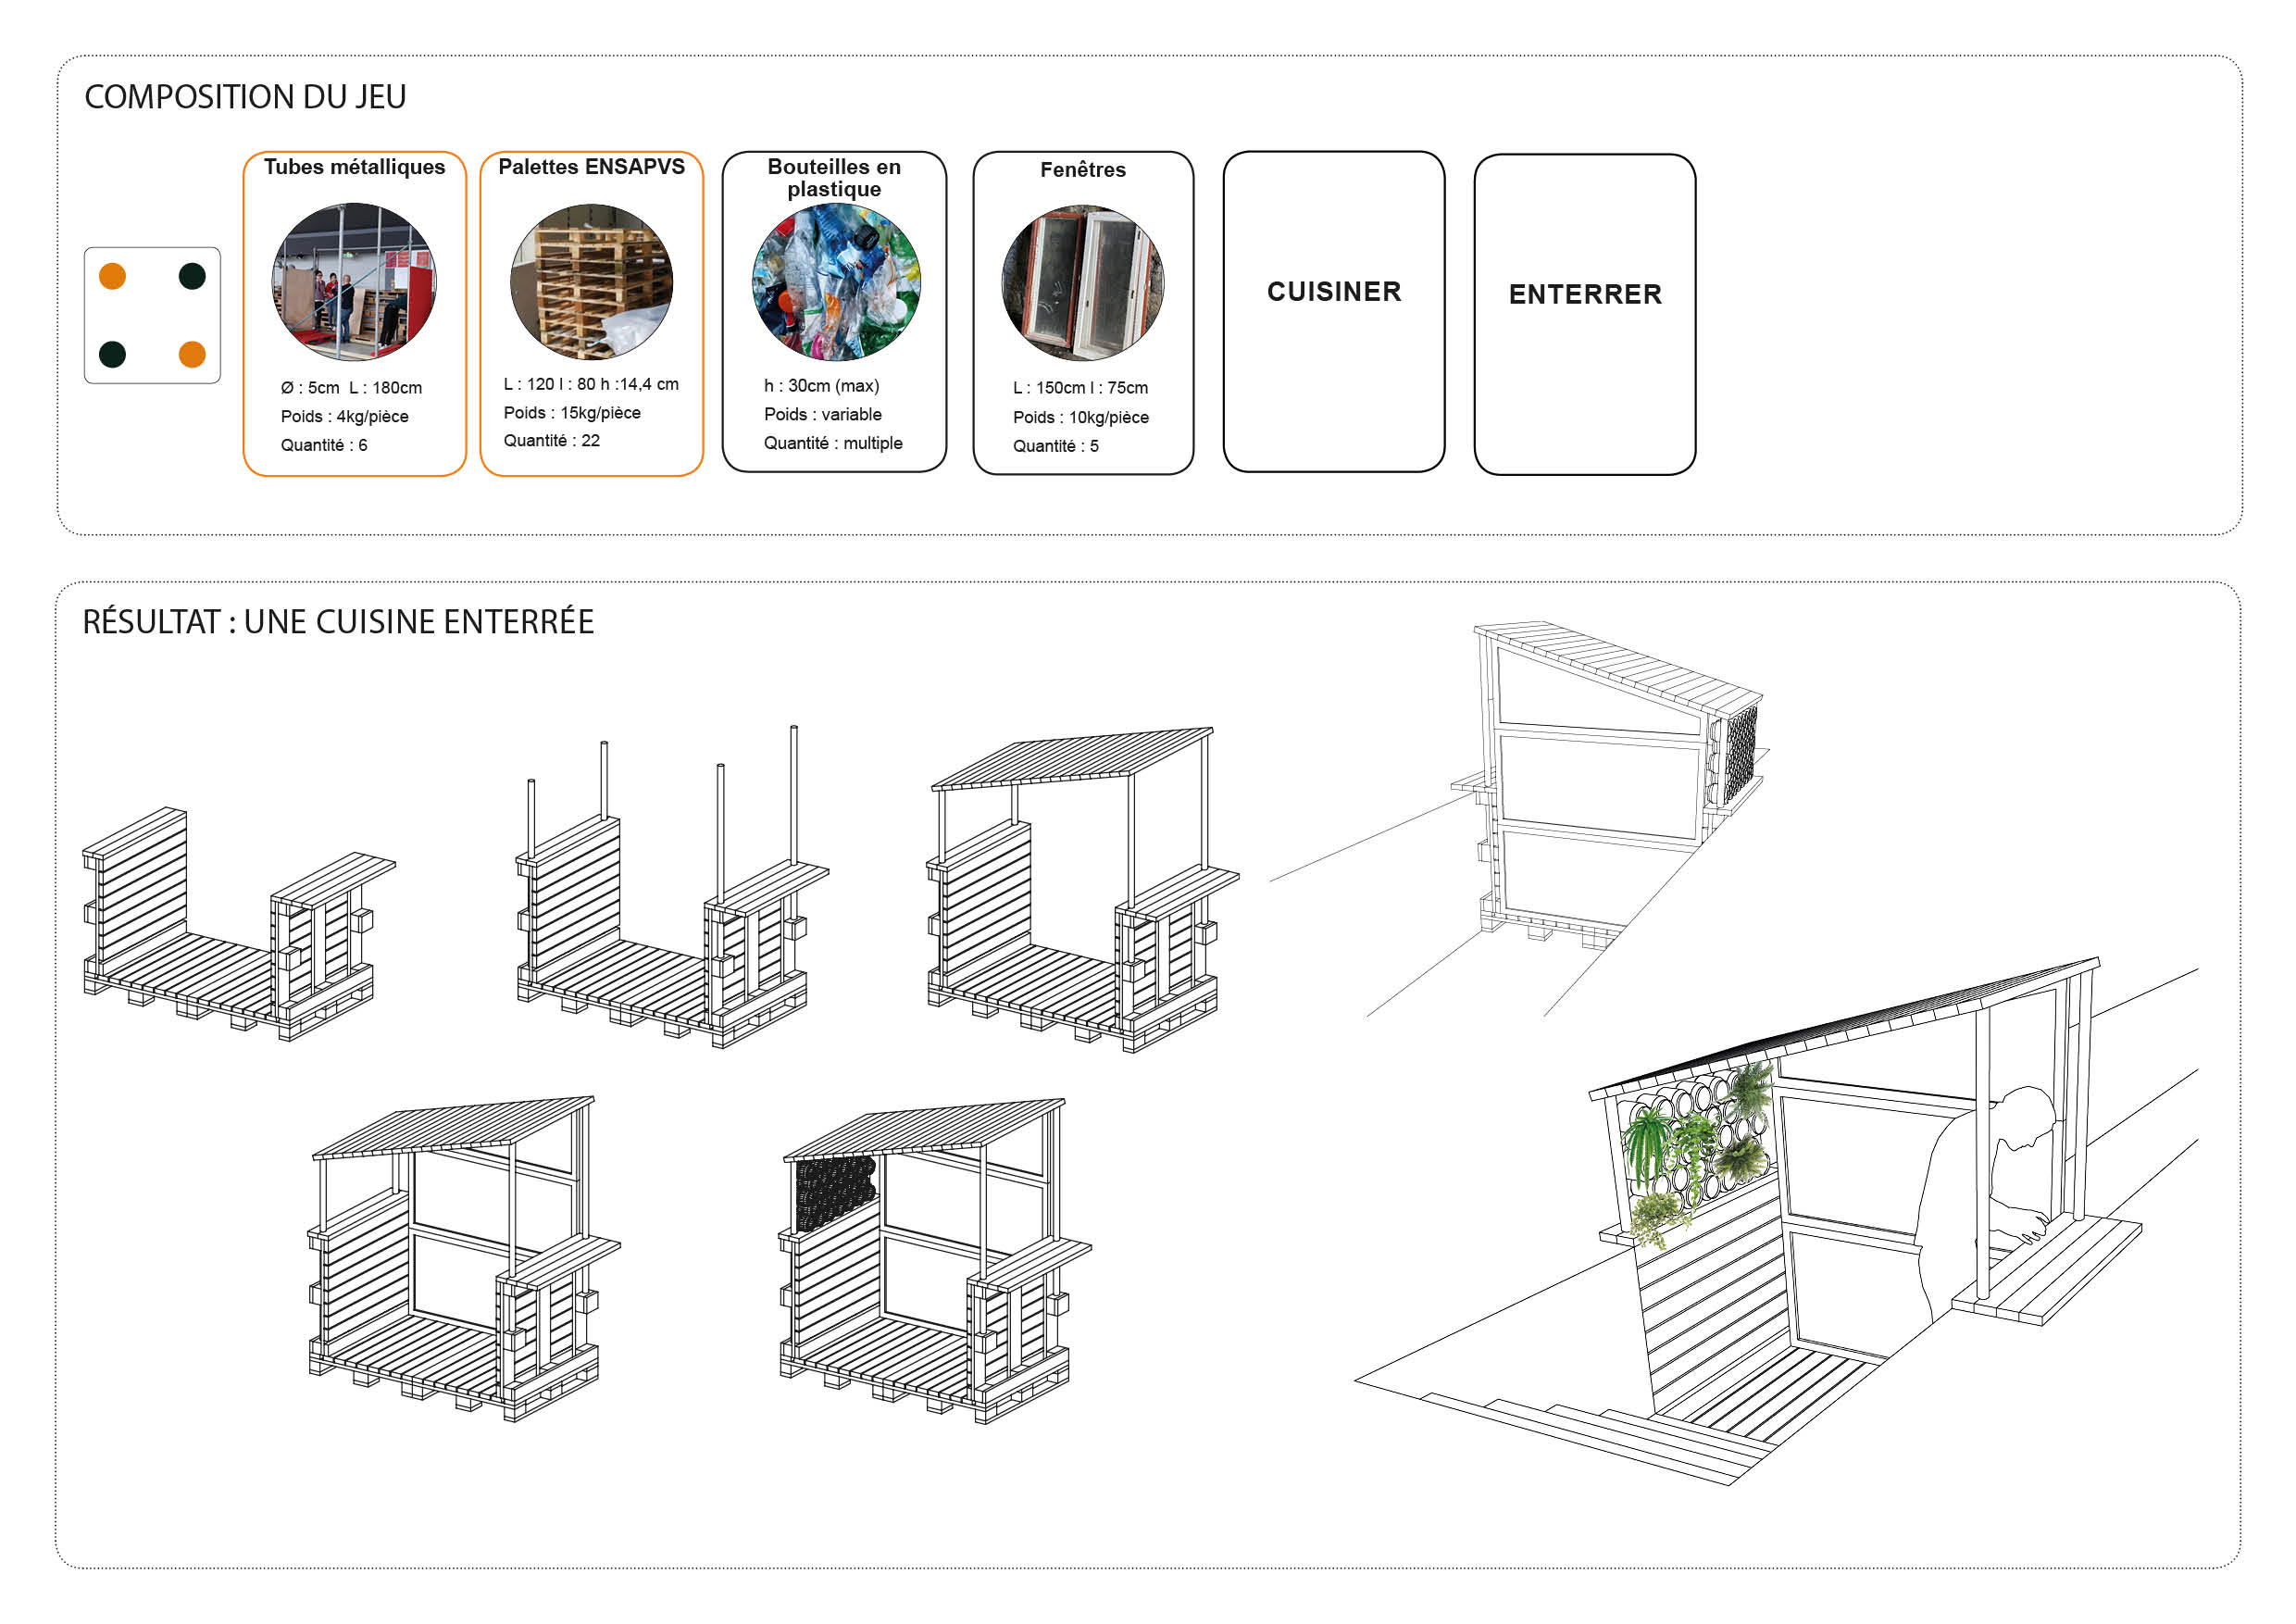 COMPOSITION DU JEU
Tubes métalliques
Ø : 5cm  L : 180cm
Poids : 4kg/pièce
Quantité : 6
Palettes ENSAPVS
L : 120 l : 80 h :14,4 cm
Poids : 15kg/pièce
Quantité : 22
Bouteilles en
plastique
h : 30cm (max)
Poids : variable
Quantité : multiple
Fenêtres
L : 150cm l : 75cm
Poids : 10kg/pièce
Quantité : 5
CUISINER
ENTERRER
RÉSULTAT : UNE CUISINE ENTERRÉE